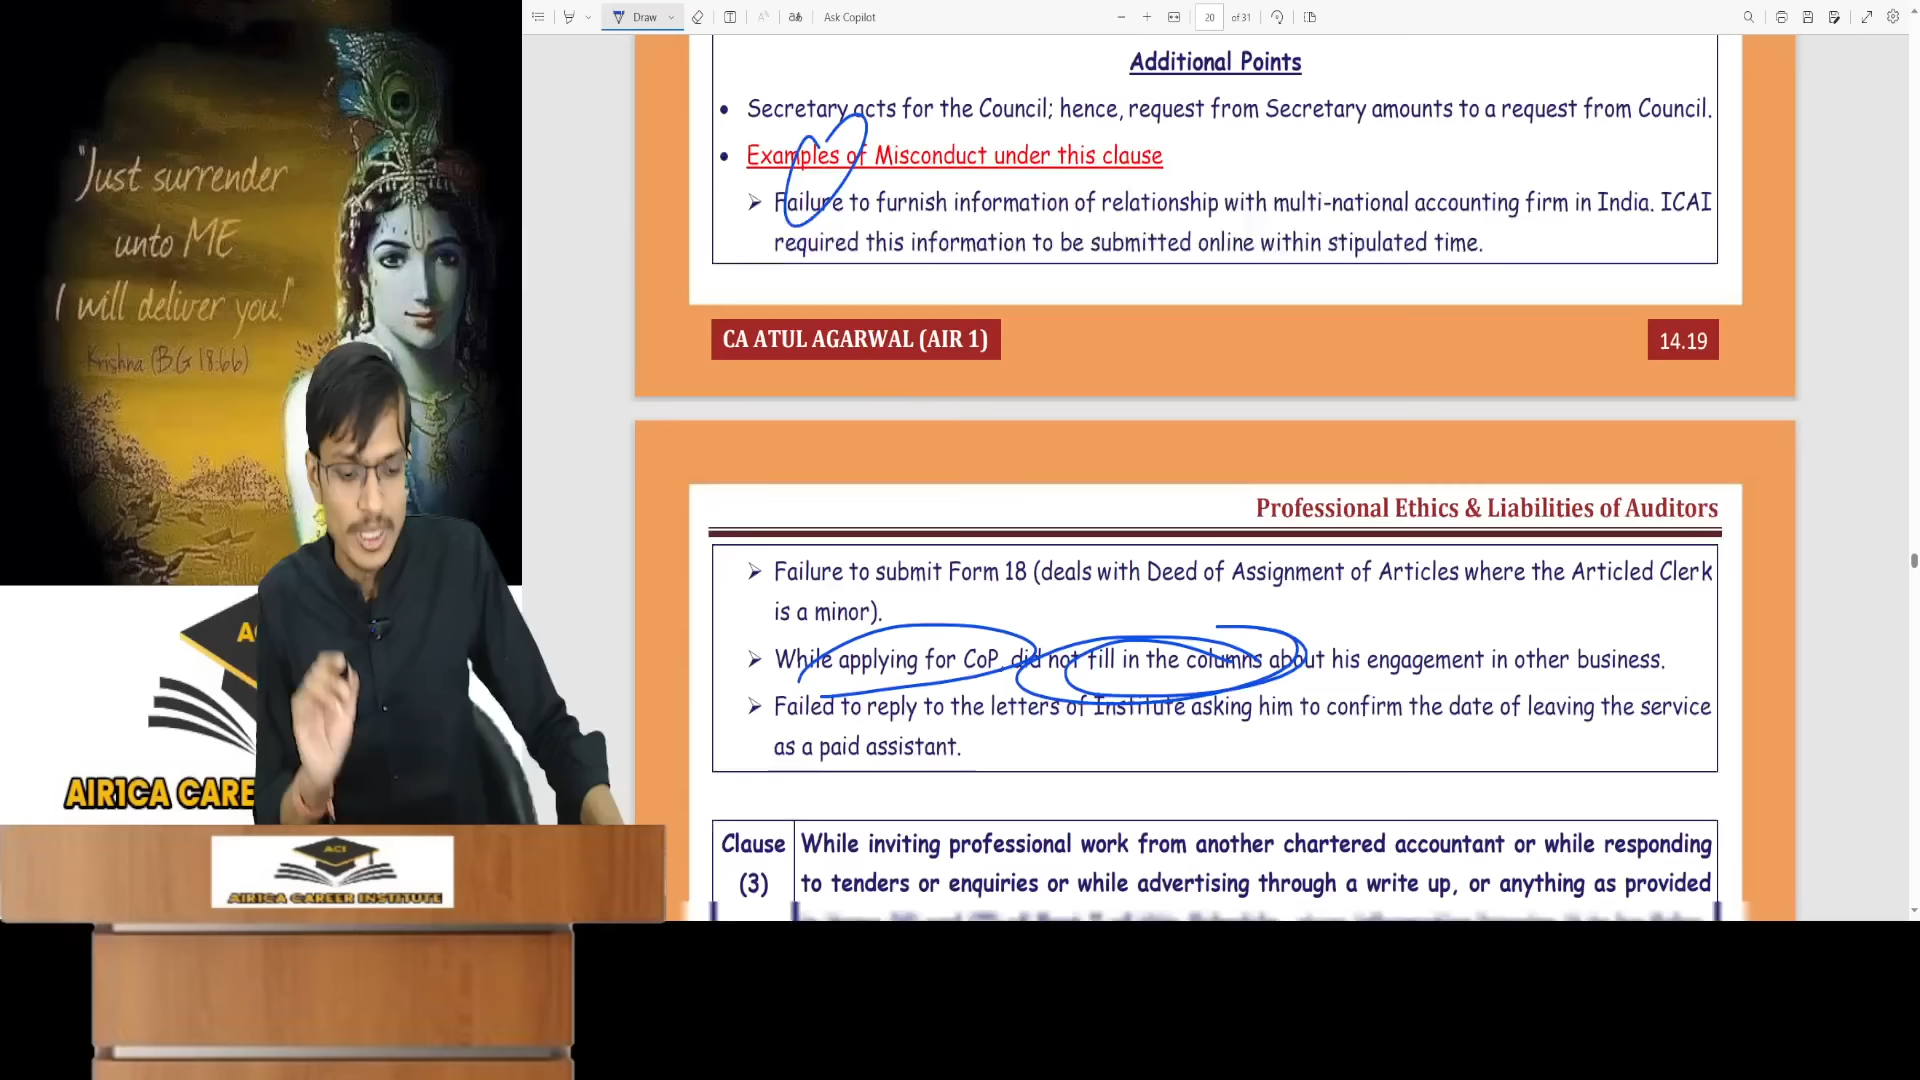 Draw
Ask Copilot
20
of 31
"Just surrender
unto ME
I will deliver you!"
Krishna (B.G 18:66)
Additional Points
• Secretary acts for the Council; hence, request from Secretary amounts to a request from Council.
• Examples of Misconduct under this clause
➢ Failure to furnish information of relationship with multi-national accounting firm in India. ICAI
required this information to be submitted online within stipulated time.
CA ATUL AGARWAL (AIR 1)
14.19
Professional Ethics & Liabilities of Auditors
➢ Failure to submit Form 18 (deals with Deed of Assignment of Articles where the Articled Clerk
is a minor).
➢ While applying for CoP, did not fill in the columns about his engagement in other business.
➢ Failed to reply to the letters of Institute asking him to confirm the date of leaving the service
as a paid assistant.
Clause
(3)
While inviting professional work from another chartered accountant or while responding
to tenders or enquiries or while advertising through a write up, or anything as provided
AIR1CA CARE
ACI
AIR1CA CAREER INSTITUTE